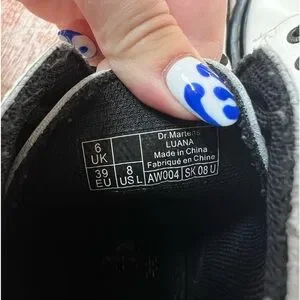 6
UK
39
EU
8
US L
Dr.Martens
LUANA
Made in China
Fabriqué en Chine
AW004
SK 08 U